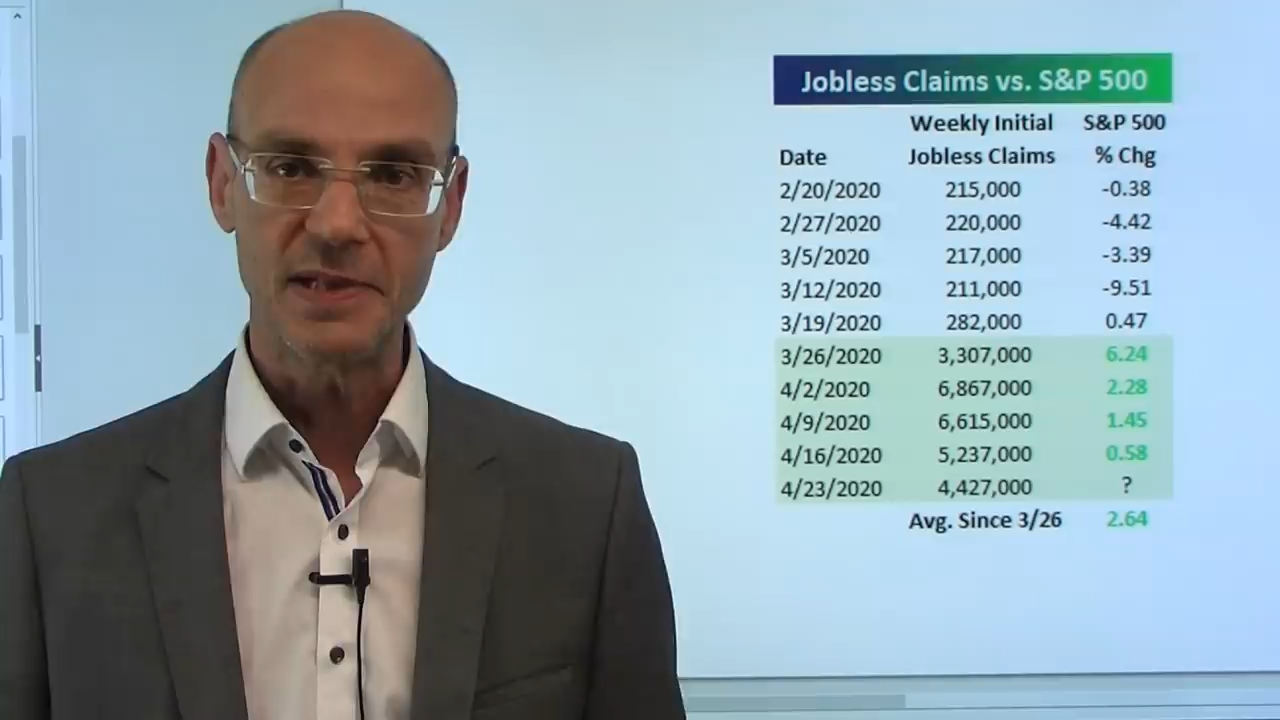 Jobless Claims vs. S&P 500
Weekly Initial S&P 500
Date Jobless Claims % Chg
2/20/2020 215,000 -0.38
2/27/2020 220,000 -4.42
3/5/2020 217,000 -3.39
3/12/2020 211,000 -9.51
3/19/2020 282,000 0.47
3/26/2020 3,307,000 6.24
4/2/2020 6,867,000 2.28
4/9/2020 6,615,000 1.45
4/16/2020 5,237,000 0.58
4/23/2020 4,427,000 ?
Avg. Since 3/26 2.64